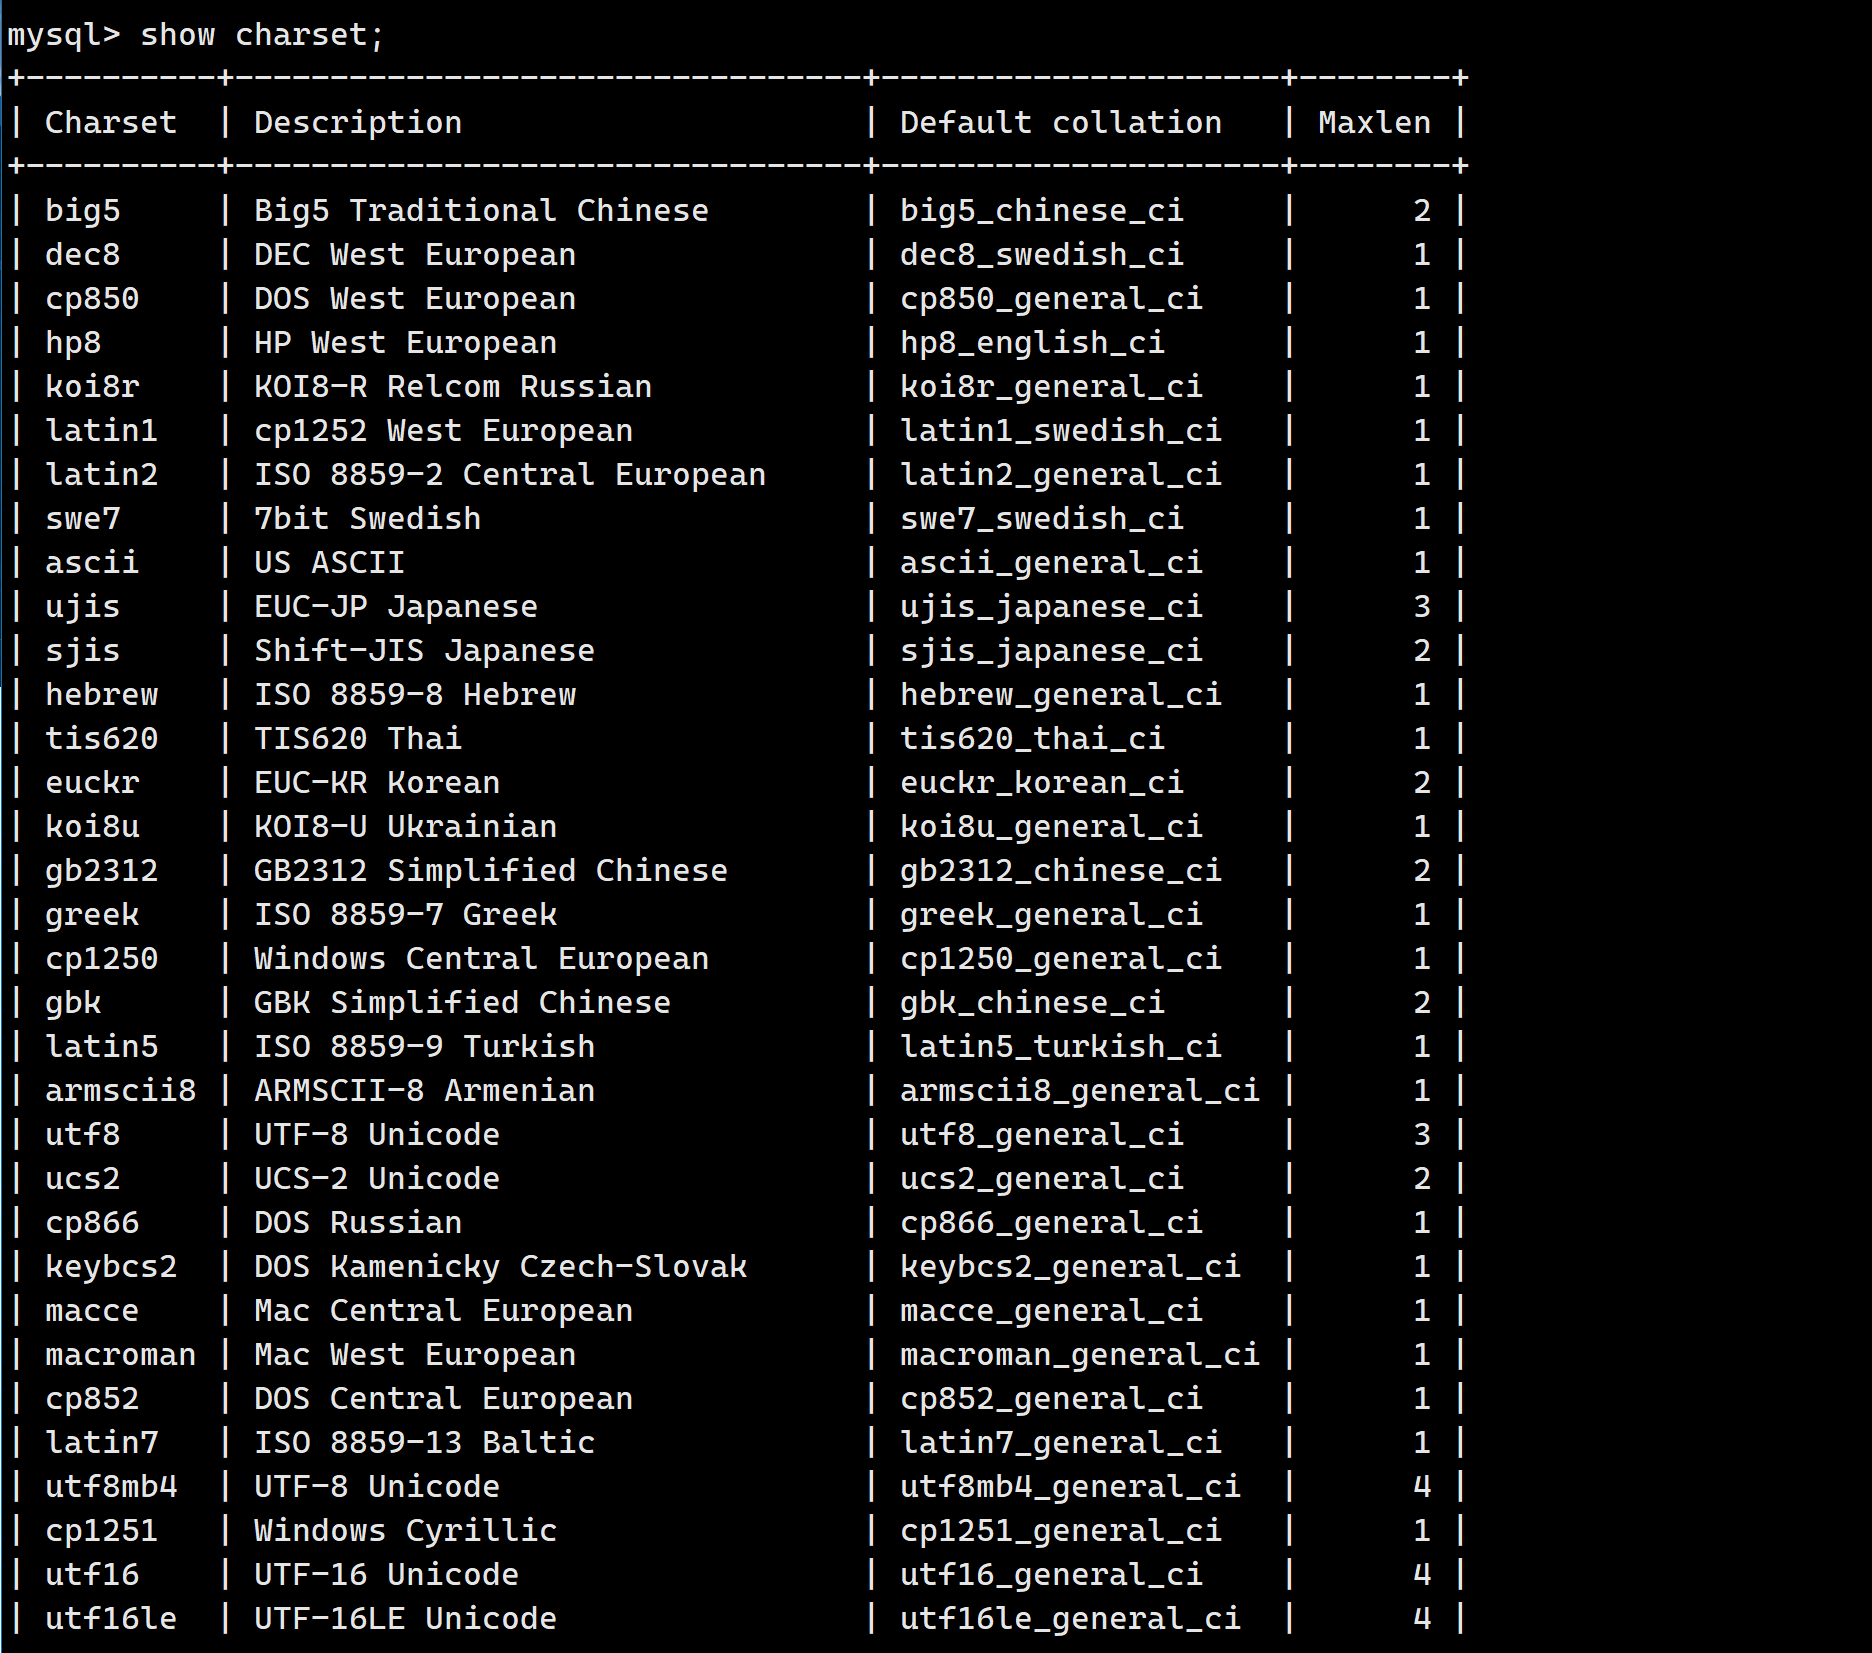 mysql> show charset;
+----------+---------------------------------+---------------------+--------+
| Charset  | Description                     | Default collation   | Maxlen |
+----------+---------------------------------+---------------------+--------+
| big5     | Big5 Traditional Chinese        | big5_chinese_ci     |      2 |
| dec8     | DEC West European               | dec8_swedish_ci     |      1 |
| cp850    | DOS West European               | cp850_general_ci    |      1 |
| hp8      | HP West European                | hp8_english_ci      |      1 |
| koi8r    | KOI8-R Relcom Russian           | koi8r_general_ci    |      1 |
| latin1   | cp1252 West European            | latin1_swedish_ci   |      1 |
| latin2   | ISO 8859-2 Central European     | latin2_general_ci   |      1 |
| swe7     | 7bit Swedish                    | swe7_swedish_ci     |      1 |
| ascii    | US ASCII                        | ascii_general_ci    |      1 |
| ujis     | EUC-JP Japanese                 | ujis_japanese_ci    |      3 |
| sjis     | Shift-JIS Japanese              | sjis_japanese_ci    |      2 |
| hebrew   | ISO 8859-8 Hebrew               | hebrew_general_ci   |      1 |
| tis620   | TIS620 Thai                     | tis620_thai_ci      |      1 |
| euckr    | EUC-KR Korean                   | euckr_korean_ci     |      2 |
| koi8u    | KOI8-U Ukrainian                | koi8u_general_ci    |      1 |
| gb2312   | GB2312 Simplified Chinese       | gb2312_chinese_ci   |      2 |
| greek    | ISO 8859-7 Greek                | greek_general_ci    |      1 |
| cp1250   | Windows Central European        | cp1250_general_ci   |      1 |
| gbk      | GBK Simplified Chinese          | gbk_chinese_ci      |      2 |
| latin5   | ISO 8859-9 Turkish              | latin5_turkish_ci   |      1 |
| armscii8 | ARMSCII-8 Armenian              | armscii8_general_ci |      1 |
| utf8     | UTF-8 Unicode                   | utf8_general_ci     |      3 |
| ucs2     | UCS-2 Unicode                   | ucs2_general_ci     |      2 |
| cp866    | DOS Russian                     | cp866_general_ci    |      1 |
| keybcs2  | DOS Kamenicky Czech-Slovak      | keybcs2_general_ci  |      1 |
| macce    | Mac Central European            | macce_general_ci    |      1 |
| macroman | Mac West European               | macroman_general_ci |      1 |
| cp852    | DOS Central European            | cp852_general_ci    |      1 |
| latin7   | ISO 8859-13 Baltic              | latin7_general_ci   |      1 |
| utf8mb4  | UTF-8 Unicode                   | utf8mb4_general_ci  |      4 |
| cp1251   | Windows Cyrillic                | cp1251_general_ci   |      1 |
| utf16    | UTF-16 Unicode                  | utf16_general_ci    |      4 |
| utf16le  | UTF-16LE Unicode                | utf16le_general_ci  |      4 |